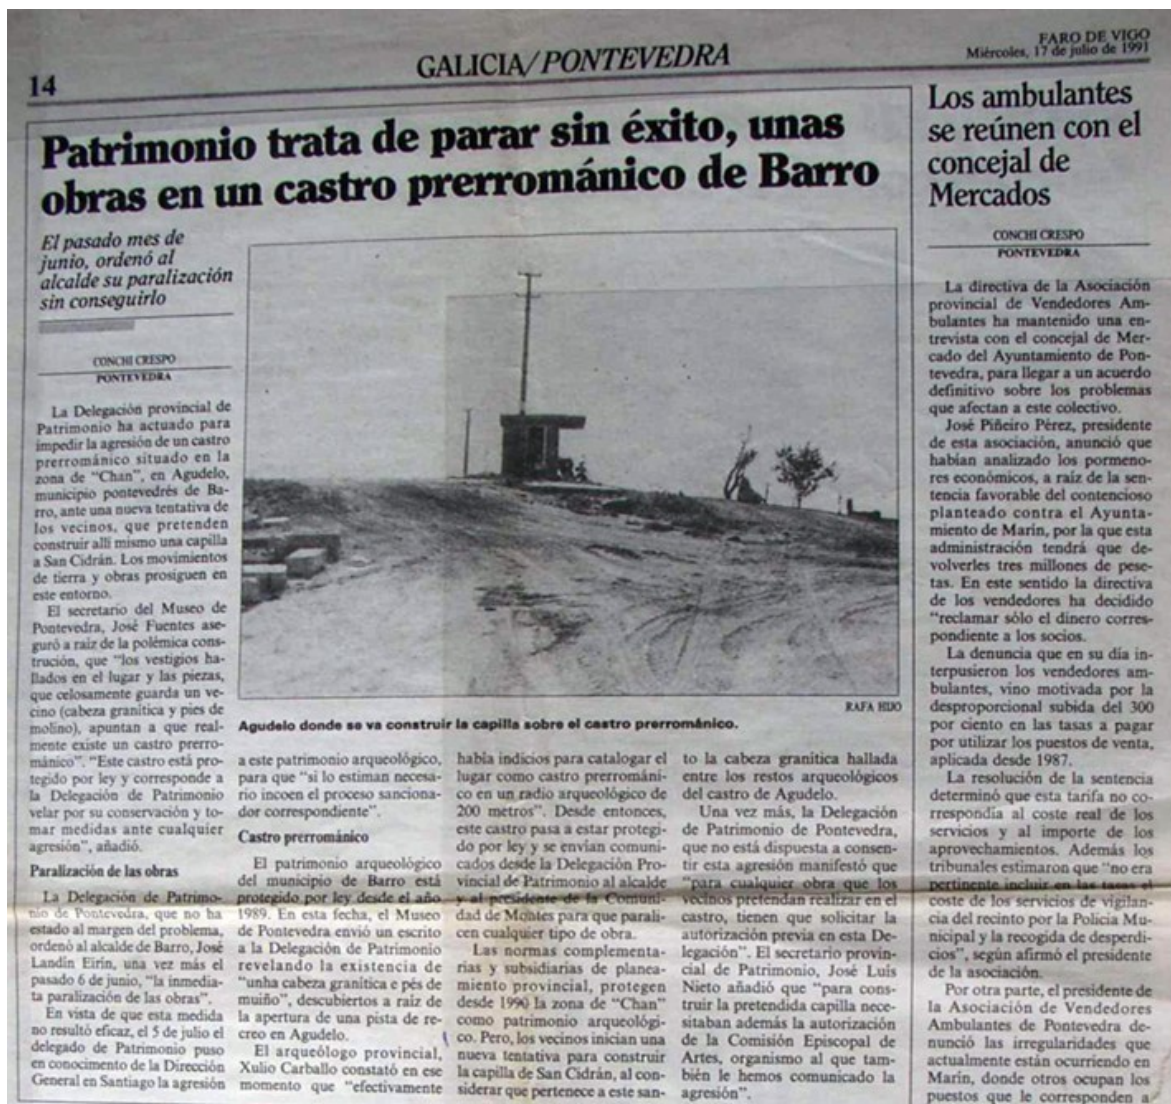 14
GALICIA/PONTEVEDRA
FARO DE VIGO
Miércoles, 17 de julio de 1991
Patrimonio trata de parar sin éxito, unas
obras en un castro prerrománico de Barro
El pasado mes de
junio, ordenó al
alcalde su paralización
sin conseguirlo
CONCHI CRESPO
PONTEVEDRA
La Delegación provincial de
Patrimonio ha actuado para
impedir la agresión de un castro
prerrománico situado en la
zona de "Chan", en Agudelo,
municipio pontevedrés de Ba-
rro, ante una nueva tentativa de
los vecinos, que pretenden
construir allí mismo una capilla
a San Cidrán. Los movimientos
de tierra y obras prosiguen en
este entorno.
El secretario del Museo de
Pontevedra, José Fuentes ase-
guró a raíz de la polémica cons-
trución, que "los vestigios ha-
llados en el lugar y las piezas,
que celosamente guarda un ve-
cino (cabeza granítica y pies de
molino), apuntan a que real-
mente existe un castro prerro-
mánico". "Este castro está pro-
tegido por ley y corresponde a
la Delegación de Patrimonio
velar por su conservación y to-
mar medidas ante cualquier
agresión", añadió.
Paralización de las obras
La Delegación de Patrimo-
nio de Pontevedra, que no ha
estado al margen del problema,
ordenó al alcalde de Barro, José
Landín Eirín, una vez más el
pasado 6 de junio, "la inmedia-
ta paralización de las obras".
En vista de que esta medida
no resultó eficaz, el 5 de julio el
delegado de Patrimonio puso
en conocimiento de la Dirección
General en Santiago la agresión
RAFA HIJO
Agudelo donde se va construir la capilla sobre el castro prerrománico.
a este patrimonio arqueológico,
para que "si lo estiman necesa-
rio incoen el proceso sanciona-
dor correspondiente".
Castro prerrománico
El patrimonio arqueológico
del municipio de Barro está
protegido por ley desde el año
1989. En esta fecha, el Museo
de Pontevedra envió un escrito
a la Delegación de Patrimonio
revelando la existencia de
"unha cabeza granítica e pés de
muiño", descubiertos a raíz de
la apertura de una pista de re-
creo en Agudelo.
El arqueólogo provincial,
Xulio Carballo constató en ese
momento que "efectivamente
había indicios para catalogar el
lugar como castro prerrománi-
co en un radio arqueológico de
200 metros". Desde entonces,
este castro pasa a estar protegi-
do por ley y se envían comuni-
cados desde la Delegación Pro-
vincial de Patrimonio al alcalde
y al presidente de la Comuni-
dad de Montes para que parali-
cen cualquier tipo de obra.
Las normas complementa-
rias y subsidiarias de planea-
miento provincial, protegen
desde 1990 la zona de "Chan"
como patrimonio arqueológi-
co. Pero, los vecinos inician una
nueva tentativa para construir
la capilla de San Cidrán, al con-
siderar que pertenece a este san-
to la cabeza granítica hallada
entre los restos arqueológicos
del castro de Agudelo.
Una vez más, la Delegación
de Patrimonio de Pontevedra,
que no está dispuesta a consen-
tir esta agresión manifestó que
"para cualquier obra que los
vecinos pretendan realizar en el
castro, tienen que solicitar la
autorización previa en esta De-
legación". El secretario provin-
cial de Patrimonio, José Luis
Nieto añadió que "para cons-
truir la pretendida capilla nece-
sitaban además la autorización
de la Comisión Episcopal de
Artes, organismo al que tam-
bién le hemos comunicado la
agresión".
Los ambulantes
se reúnen con el
concejal de
Mercados
CONCHI CRESPO
PONTEVEDRA
La directiva de la Asociación
provincial de Vendedores Am-
bulantes ha mantenido una en-
trevista con el concejal de Mer-
cado del Ayuntamiento de Pon-
tevedra, para llegar a un acuerdo
definitivo sobre los problemas
que afectan a este colectivo.
José Piñeiro Pérez, presidente
de esta asociación, anunció que
habían analizado los pormeno-
res económicos, a raíz de la sen-
tencia favorable del contencioso
planteado contra el Ayunta-
miento de Marín, por la que esta
administración tendrá que de-
volverles tres millones de pese-
tas. En este sentido la directiva
de los vendedores ha decidido
"reclamar sólo el dinero corres-
pondiente a los socios.
La denuncia que en su día in-
terpusieron los vendedores am-
bulantes, vino motivada por la
desproporcional subida del 300
por ciento en las tasas a pagar
por utilizar los puestos de venta,
aplicada desde 1987.
La resolución de la sentencia
determinó que esta tarifa no co-
rrespondía al coste real de los
servicios y al importe de los
aprovechamientos. Además los
tribunales estimaron que "no era
pertinente incluir en las tasas el
coste de los servicios de vigilan-
cia del recinto por la Policía Mu-
nicipal y la recogida de desperdi-
cios", según afirmó el presidente
de la asociación.
Por otra parte, el presidente de
la Asociación de Vendedores
Ambulantes de Pontevedra de-
nunció las irregularidades que
actualmente están ocurriendo en
Marín, donde otros ocupan los
puestos que le corresponden a